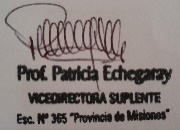 Prof. Patricia Echegaray
VICEDIRECTORA SUPLENTE
Esc. Nº 365 "Provincia de Misiones"